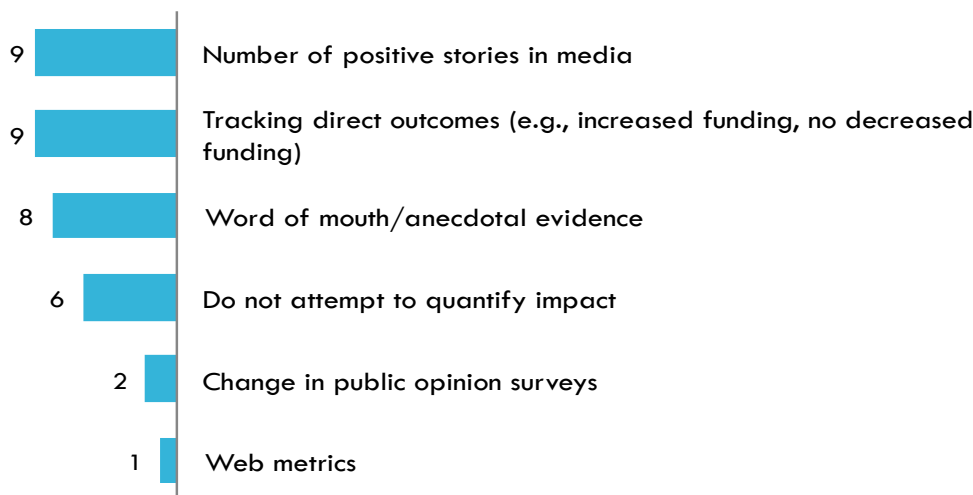 9 Number of positive stories in media
9 Tracking direct outcomes (e.g., increased funding, no decreased
funding)
8 Word of mouth/anecdotal evidence
6 Do not attempt to quantify impact
2 Change in public opinion surveys
1 Web metrics